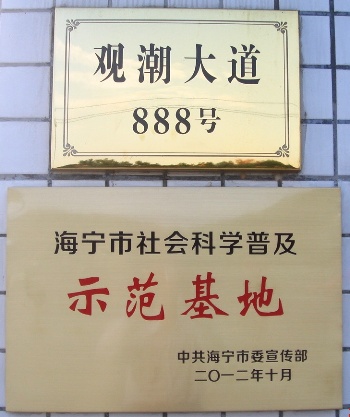 观潮大道
888号
海宁市社会科学普及
示范基地
中共海宁市委宣传部
二〇一二年十月